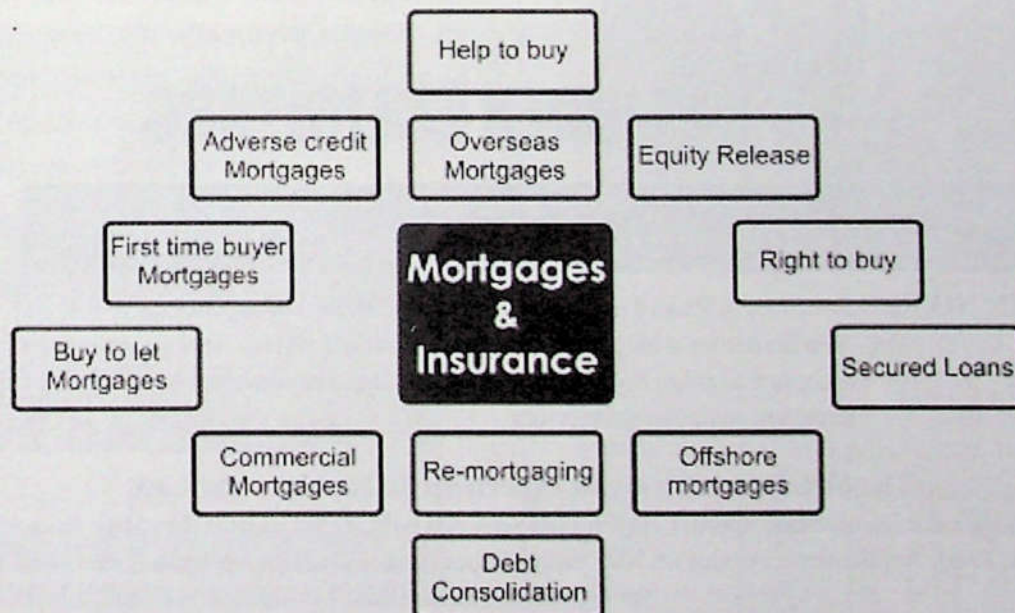 Help to buy
Adverse credit
Mortgages
Overseas
Mortgages
Equity Release
First time buyer
Mortgages
Mortgages
&
Insurance
Right to buy
Buy to let
Mortgages
Secured Loans
Commercial
Mortgages
Re-mortgaging
Offshore
mortgages
Debt
Consolidation